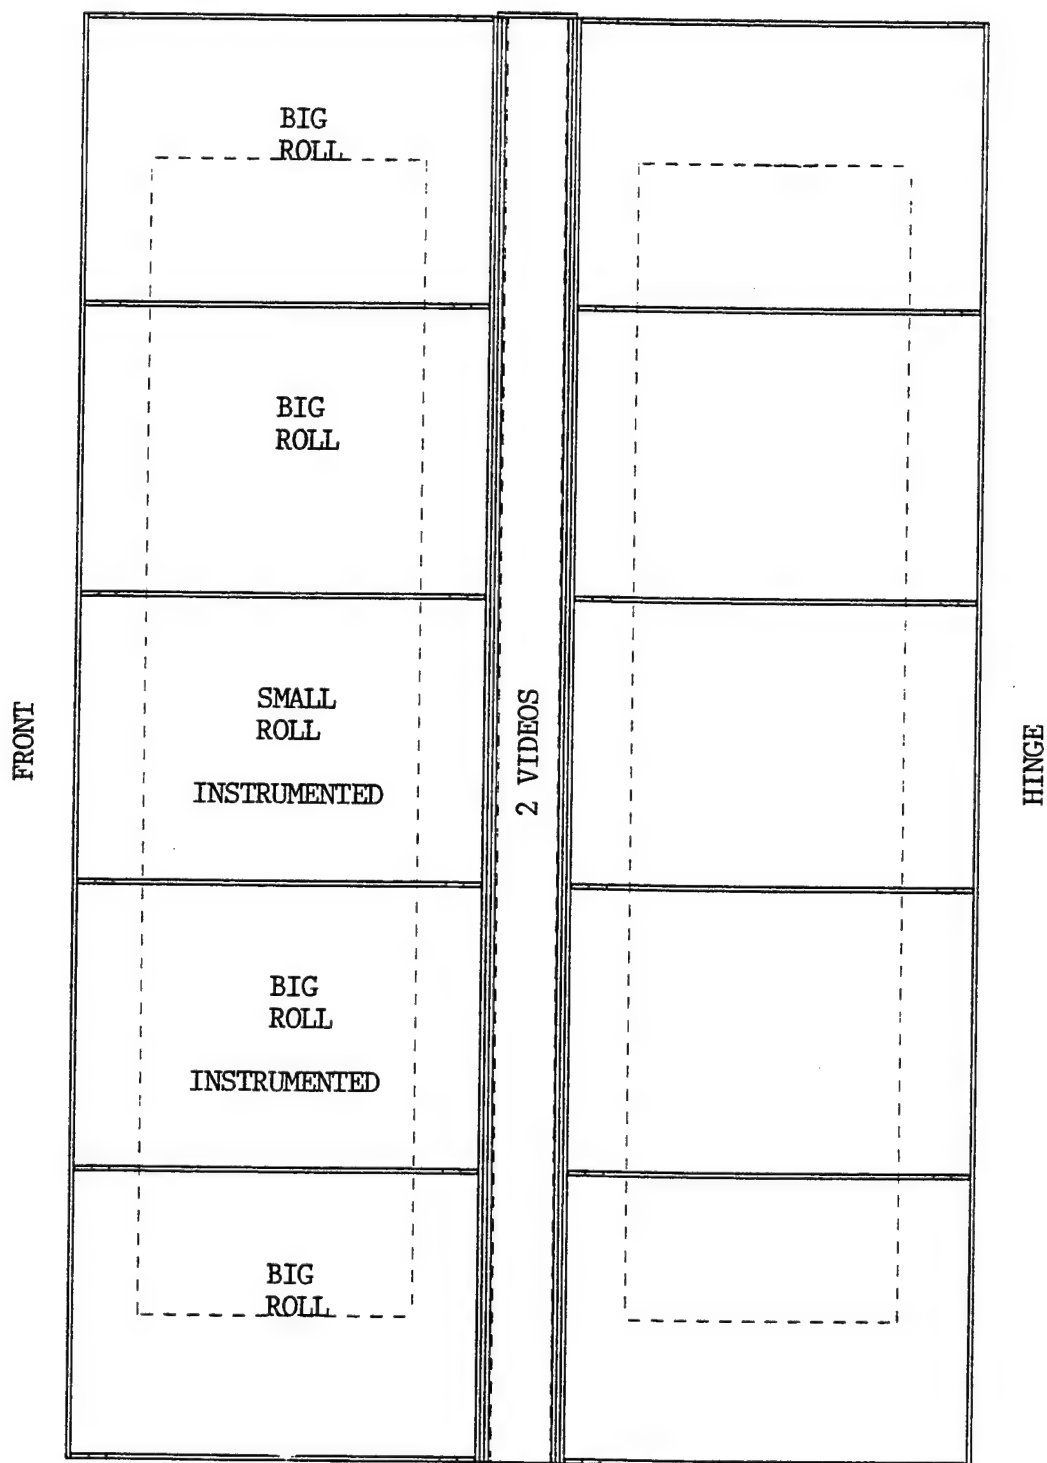 BIG
ROLL
BIG
ROLL
SMALL
ROLL
INSTRUMENTED
BIG
ROLL
INSTRUMENTED
BIG
ROLL
FRONT
2 VIDEOS
HINGE